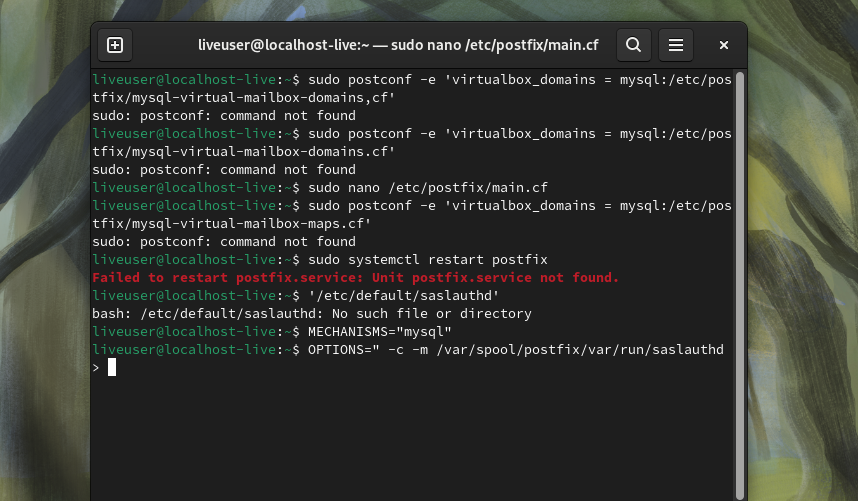 liveuser@localhost-live:~ — sudo nano /etc/postfix/main.cf
liveuser@localhost-live:~$ sudo postconf -e 'virtualbox_domains = mysql:/etc/pos
tfix/mysql-virtual-mailbox-domains,cf'
sudo: postconf: command not found
liveuser@localhost-live:~$ sudo postconf -e 'virtualbox_domains = mysql:/etc/pos
tfix/mysql-virtual-mailbox-domains.cf'
sudo: postconf: command not found
liveuser@localhost-live:~$ sudo nano /etc/postfix/main.cf
liveuser@localhost-live:~$ sudo postconf -e 'virtualbox_domains = mysql:/etc/pos
tfix/mysql-virtual-mailbox-maps.cf'
sudo: postconf: command not found
liveuser@localhost-live:~$ sudo systemctl restart postfix
Failed to restart postfix.service: Unit postfix.service not found.
liveuser@localhost-live:~$ '/etc/default/saslauthd'
bash: /etc/default/saslauthd: No such file or directory
liveuser@localhost-live:~$ MECHANISMS="mysql"
liveuser@localhost-live:~$ OPTIONS=" -c -m /var/spool/postfix/var/run/saslauthd
>